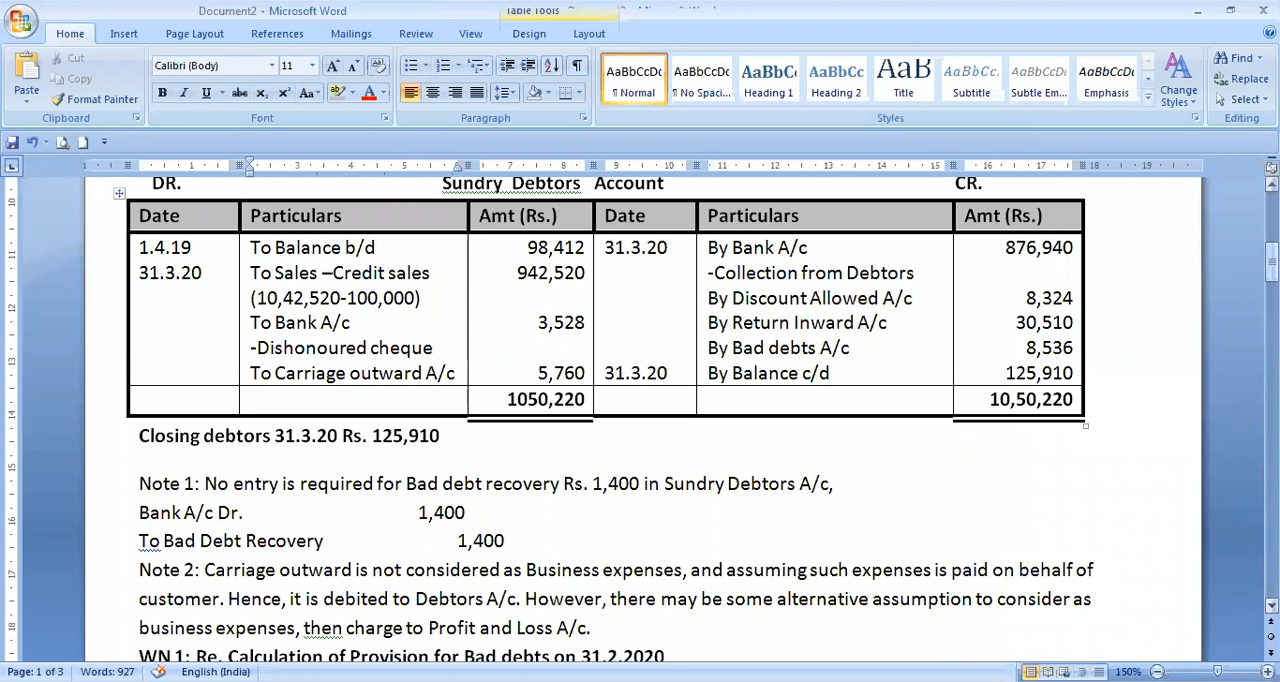 Document2 - Microsoft Word
Table Tools
Home Insert Page Layout References Mailings Review View Design Layout
Cut
Copy
Format Painter
Paste
Calibri (Body) 11
AaBbCcDc AaBbCcDc AaBbC AaBbCc AaB AaBbCc. AaBbCcDc AaBbCcDc
¶ Normal ¶ No Spaci... Heading 1 Heading 2 Title Subtitle Subtle Em... Emphasis
Change Styles
Find
Replace
Select
Clipboard Font Paragraph Styles Editing
DR. Sundry Debtors Account CR.
Date Particulars Amt (Rs.) Date Particulars Amt (Rs.)
1.4.19 To Balance b/d 98,412 31.3.20 By Bank A/c 876,940
31.3.20 To Sales –Credit sales 942,520 -Collection from Debtors
(10,42,520-100,000) By Discount Allowed A/c 8,324
To Bank A/c 3,528 By Return Inward A/c 30,510
-Dishonoured cheque By Bad debts A/c 8,536
To Carriage outward A/c 5,760 31.3.20 By Balance c/d 125,910
1050,220 10,50,220
Closing debtors 31.3.20 Rs. 125,910
Note 1: No entry is required for Bad debt recovery Rs. 1,400 in Sundry Debtors A/c,
Bank A/c Dr. 1,400
To Bad Debt Recovery 1,400
Note 2: Carriage outward is not considered as Business expenses, and assuming such expenses is paid on behalf of
customer. Hence, it is debited to Debtors A/c. However, there may be some alternative assumption to consider as
business expenses, then charge to Profit and Loss A/c.
WN 1: Re. Calculation of Provision for Bad debts on 31.2.2020
Page: 1 of 3 Words: 927 English (India) 150%